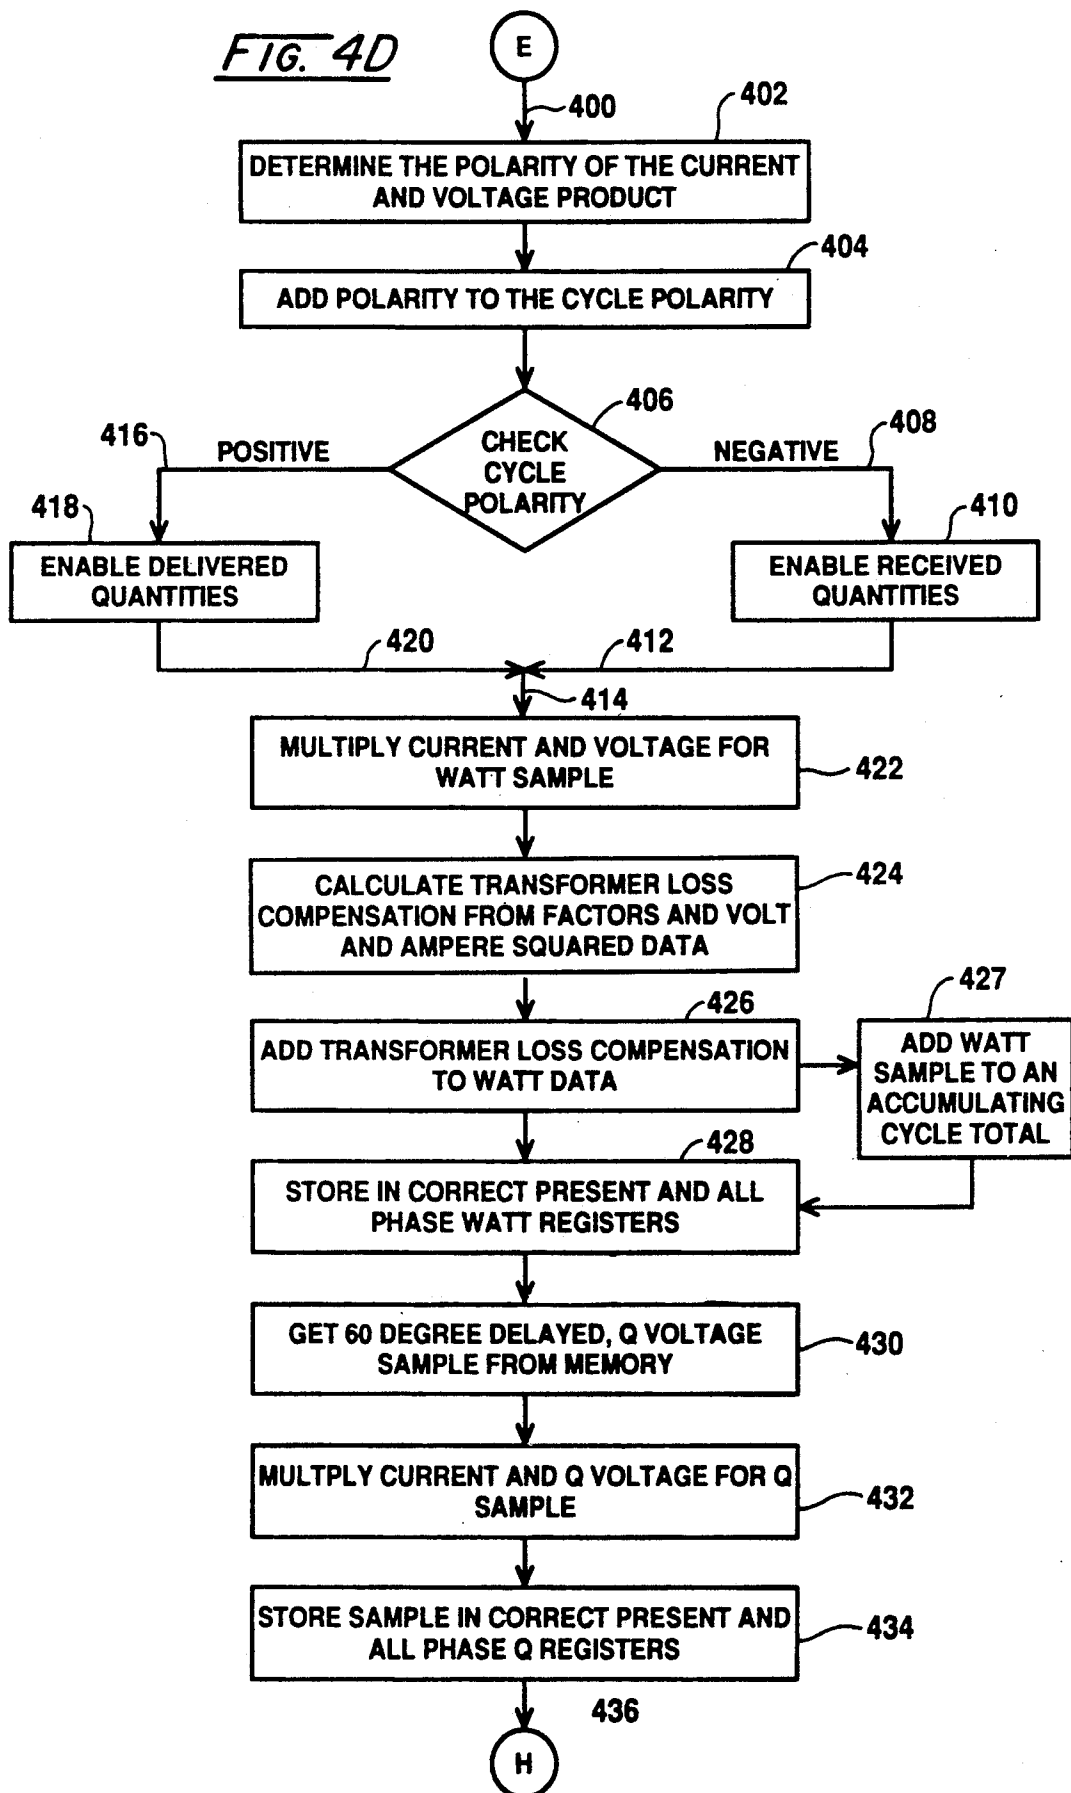 FIG. 4D
E
400
402
DETERMINE THE POLARITY OF THE CURRENT
AND VOLTAGE PRODUCT
404
ADD POLARITY TO THE CYCLE POLARITY
406
CHECK
CYCLE
POLARITY
416
POSITIVE
NEGATIVE
408
418
ENABLE DELIVERED
QUANTITIES
410
ENABLE RECEIVED
QUANTITIES
420
412
414
MULTIPLY CURRENT AND VOLTAGE FOR
WATT SAMPLE
422
CALCULATE TRANSFORMER LOSS
COMPENSATION FROM FACTORS AND VOLT
AND AMPERE SQUARED DATA
424
426
ADD TRANSFORMER LOSS COMPENSATION
TO WATT DATA
427
ADD WATT
SAMPLE TO AN
ACCUMULATING
CYCLE TOTAL
428
STORE IN CORRECT PRESENT AND ALL
PHASE WATT REGISTERS
GET 60 DEGREE DELAYED, Q VOLTAGE
SAMPLE FROM MEMORY
430
MULTPLY CURRENT AND Q VOLTAGE FOR Q
SAMPLE
432
STORE SAMPLE IN CORRECT PRESENT AND
ALL PHASE Q REGISTERS
434
436
H